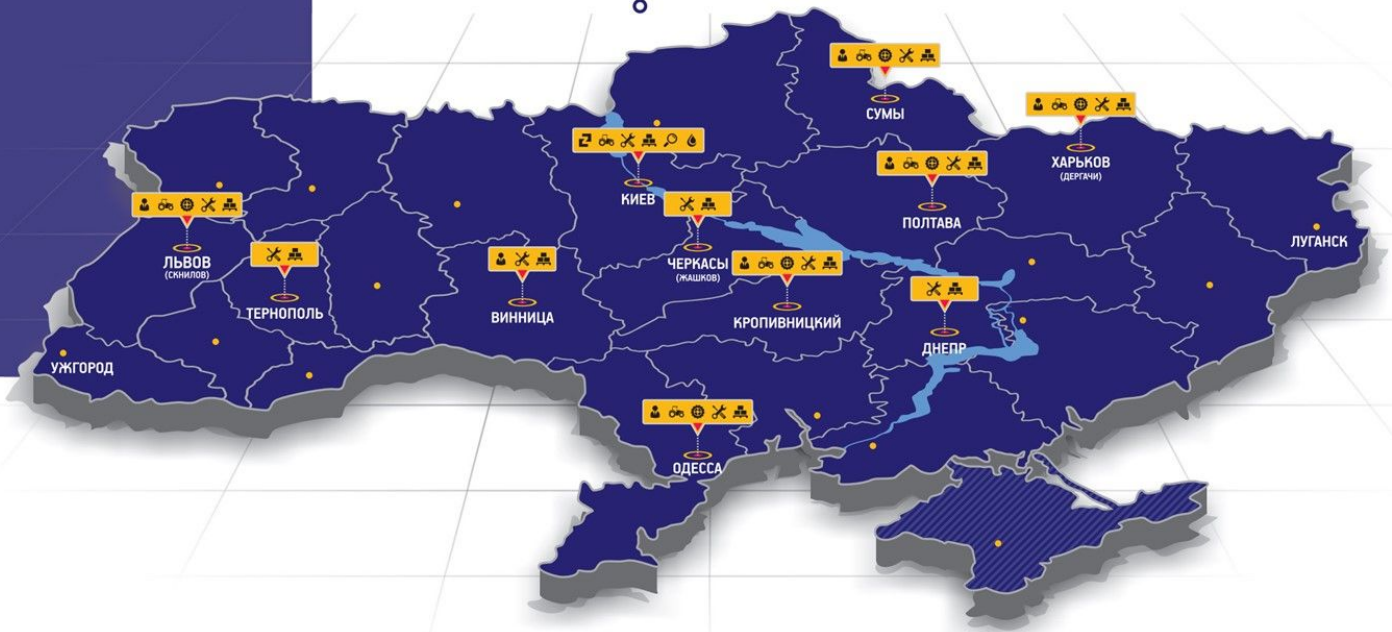 СУМЫ
ХАРЬКОВ
(ДЕРГАЧИ)
КИЕВ
ПОЛТАВА
ЛУГАНСК
ЛЬВОВ
(СКНИЛОВ)
ЧЕРКАСЫ
(ЖАШКОВ)
ТЕРНОПОЛЬ
ВИННИЦА
КРОПИВНИЦКИЙ
ДНЕПР
УЖГОРОД
ОДЕССА